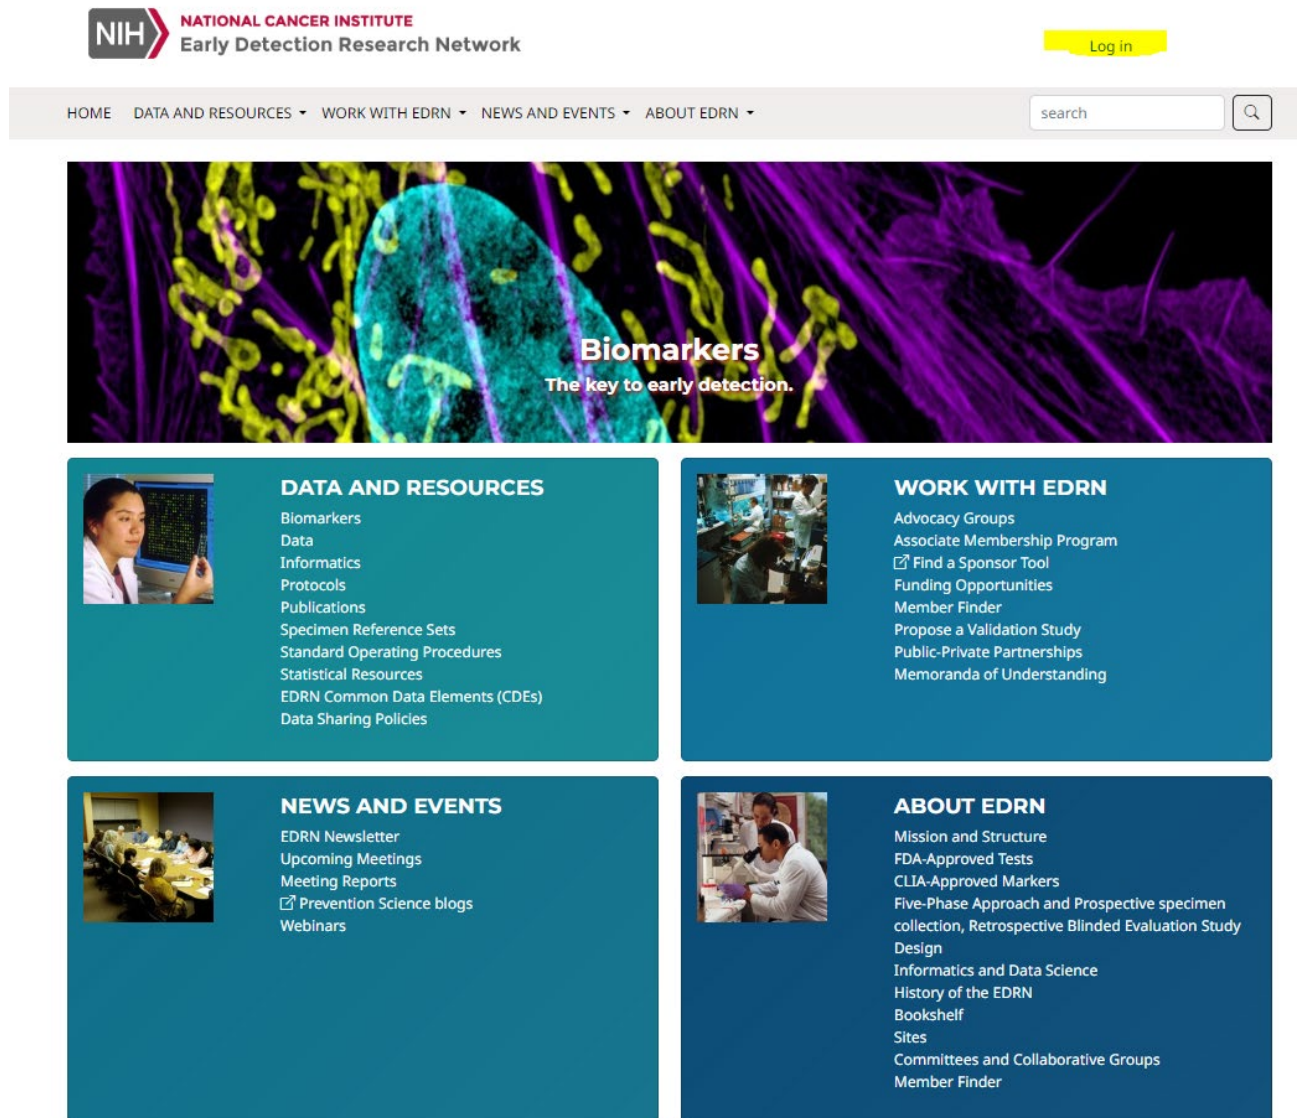 NIH NATIONAL CANCER INSTITUTE
Early Detection Research Network
Log in
HOME DATA AND RESOURCES WORK WITH EDRN NEWS AND EVENTS ABOUT EDRN search
Biomarkers
The key to early detection.
DATA AND RESOURCES
Biomarkers
Data
Informatics
Protocols
Publications
Specimen Reference Sets
Standard Operating Procedures
Statistical Resources
EDRN Common Data Elements (CDEs)
Data Sharing Policies
WORK WITH EDRN
Advocacy Groups
Associate Membership Program
Find a Sponsor Tool
Funding Opportunities
Member Finder
Propose a Validation Study
Public-Private Partnerships
Memoranda of Understanding
NEWS AND EVENTS
EDRN Newsletter
Upcoming Meetings
Meeting Reports
Prevention Science blogs
Webinars
ABOUT EDRN
Mission and Structure
FDA-Approved Tests
CLIA-Approved Markers
Five-Phase Approach and Prospective specimen
collection, Retrospective Blinded Evaluation Study
Design
Informatics and Data Science
History of the EDRN
Bookshelf
Sites
Committees and Collaborative Groups
Member Finder